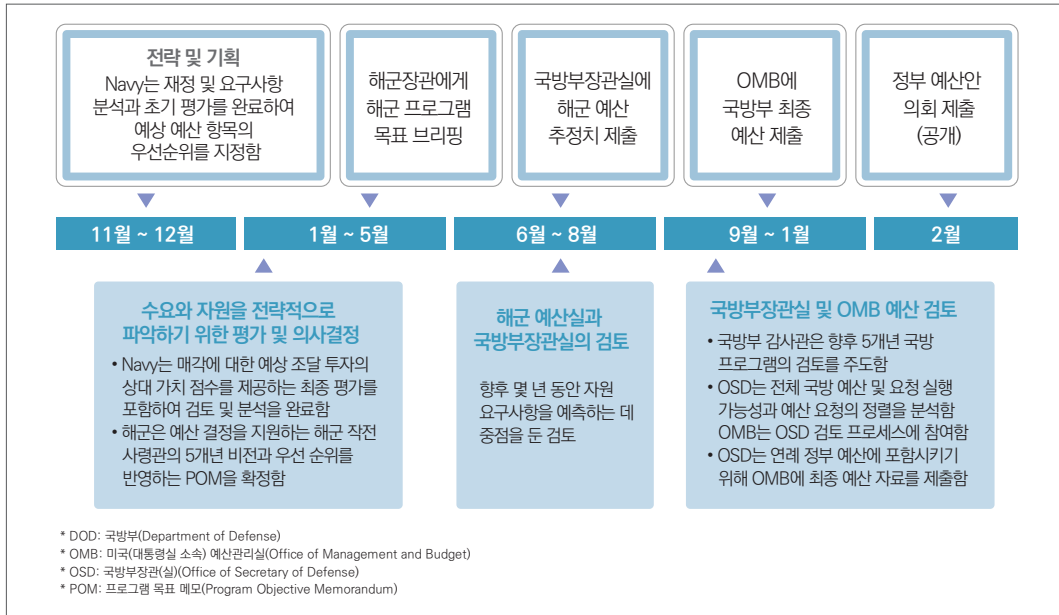 전략 및 기획
Navy는 재정 및 요구사항
분석과 초기 평가를 완료하여
예상 예산 항목의
우선순위를 지정함
해군장관에게
해군 프로그램
목표 브리핑
국방부장관실에
해군 예산
추정치 제출
OMB에
국방부 최종
예산 제출
정부 예산안
의회 제출
(공개)
11월 ~ 12월
1월 ~ 5월
6월 ~ 8월
9월 ~ 1월
2월
수요와 자원을 전략적으로
파악하기 위한 평가 및 의사결정
• Navy는 매각에 대한 예상 조달 투자의
상대 가치 점수를 제공하는 최종 평가를
포함하여 검토 및 분석을 완료함
• 해군은 예산 결정을 지원하는 해군 작전
사령관의 5개년 비전과 우선 순위를
반영하는 POM을 확정함
해군 예산실과
국방부장관실의 검토
향후 몇 년 동안 자원
요구사항을 예측하는 데
중점을 둔 검토
국방부장관실 및 OMB 예산 검토
• 국방부 감사관은 향후 5개년 국방
프로그램의 검토를 주도함
• OSD는 전체 국방 예산 및 요청 실행
가능성과 예산 요청의 정렬을 분석함
OMB는 OSD 검토 프로세스에 참여함
• OSD는 연례 정부 예산에 포함시키기
위해 OMB에 최종 예산 자료를 제출함
* DOD: 국방부(Department of Defense)
* OMB: 미국(대통령실 소속) 예산관리실(Office of Management and Budget)
* OSD: 국방부장관(실)(Office of Secretary of Defense)
* POM: 프로그램 목표 메모(Program Objective Memorandum)